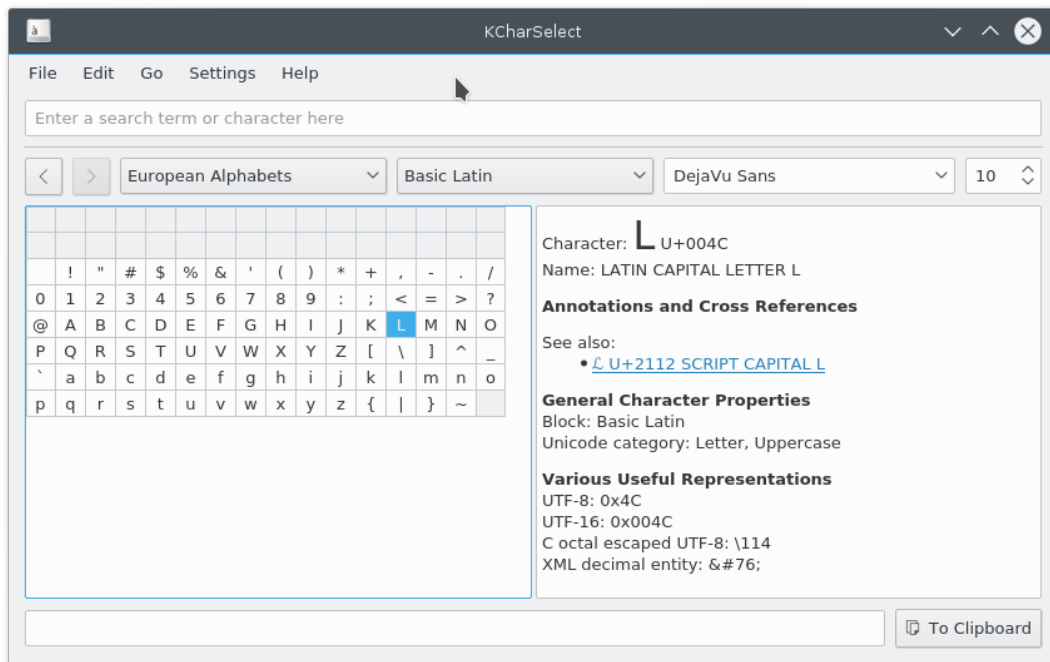 KCharSelect
File Edit Go Settings Help
Enter a search term or character here
European Alphabets Basic Latin DejaVu Sans 10
! " # $ % & ' ( ) * + , - . /
0 1 2 3 4 5 6 7 8 9 : ; < = > ?
@ A B C D E F G H I J K L M N O
P Q R S T U V W X Y Z [ \ ] ^ _
` a b c d e f g h i j k l m n o
p q r s t u v w x y z { | } ~
Character: L U+004C
Name: LATIN CAPITAL LETTER L
Annotations and Cross References
See also:
• ℒ U+2112 SCRIPT CAPITAL L
General Character Properties
Block: Basic Latin
Unicode category: Letter, Uppercase
Various Useful Representations
UTF-8: 0x4C
UTF-16: 0x004C
C octal escaped UTF-8: \114
XML decimal entity: &#76;
To Clipboard